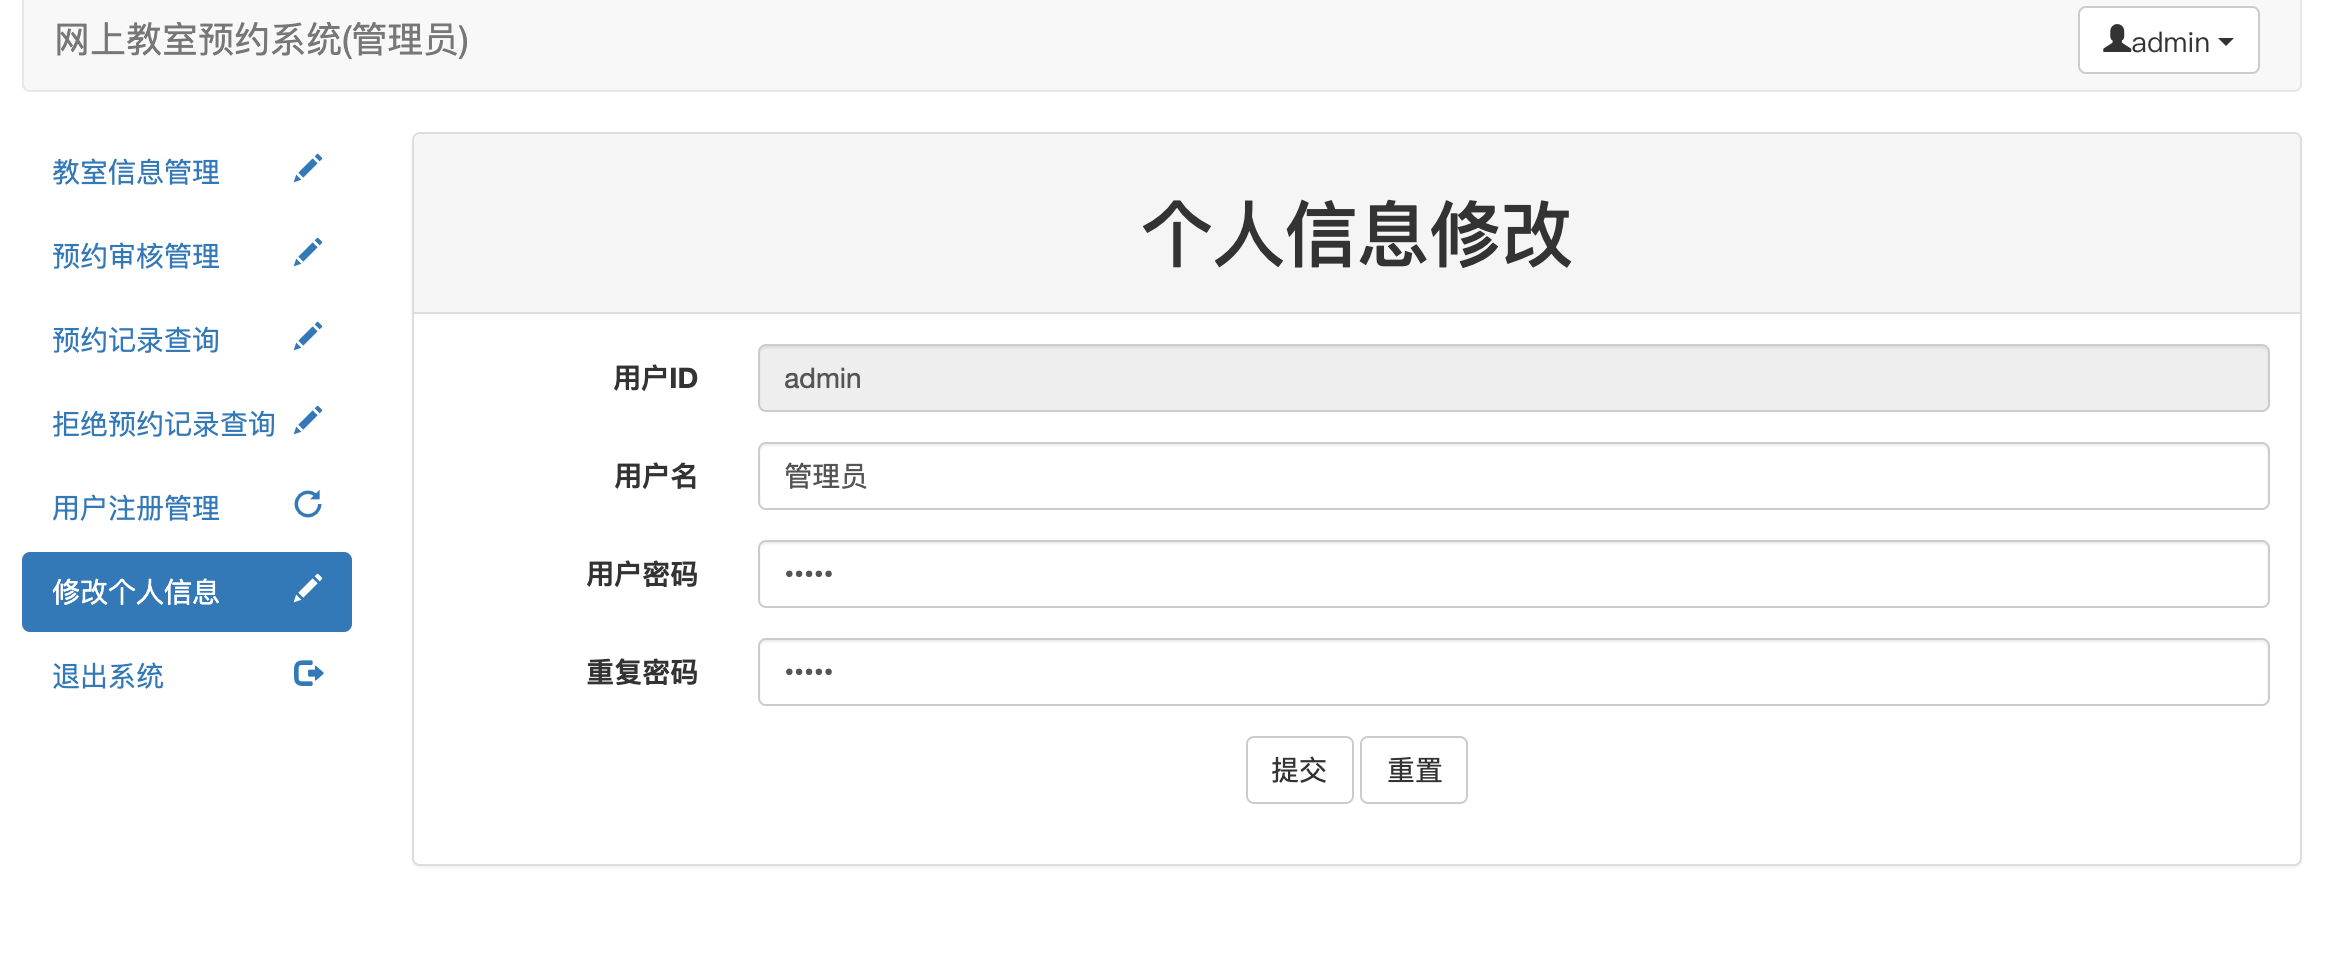 网上教室预约系统(管理员)
admin
教室信息管理
预约审核管理
预约记录查询
拒绝预约记录查询
用户注册管理
修改个人信息
退出系统
个人信息修改
用户ID admin
用户名 管理员
用户密码 •••••
重复密码 •••••
提交 重置